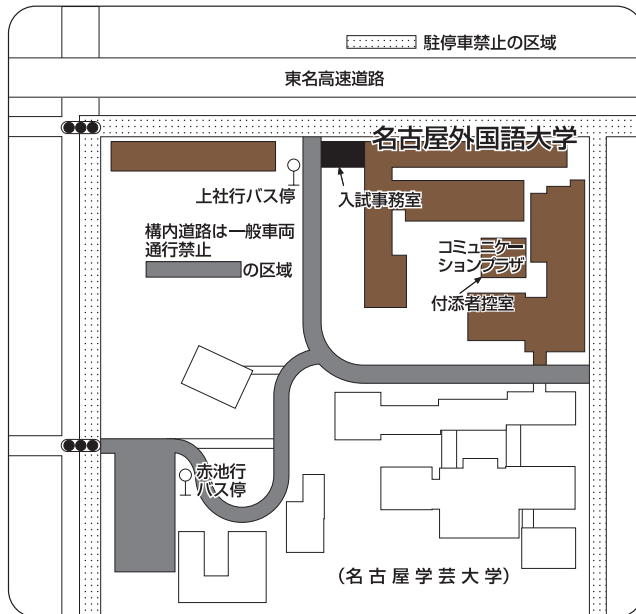 駐停車禁止の区域
東名高速道路
名古屋外国語大学
上社行バス停
入試事務室
構内道路は一般車両
通行禁止
の区域
コミュニケー
ションプラザ
付添者控室
赤池行
バス停
(名古屋学芸大学)